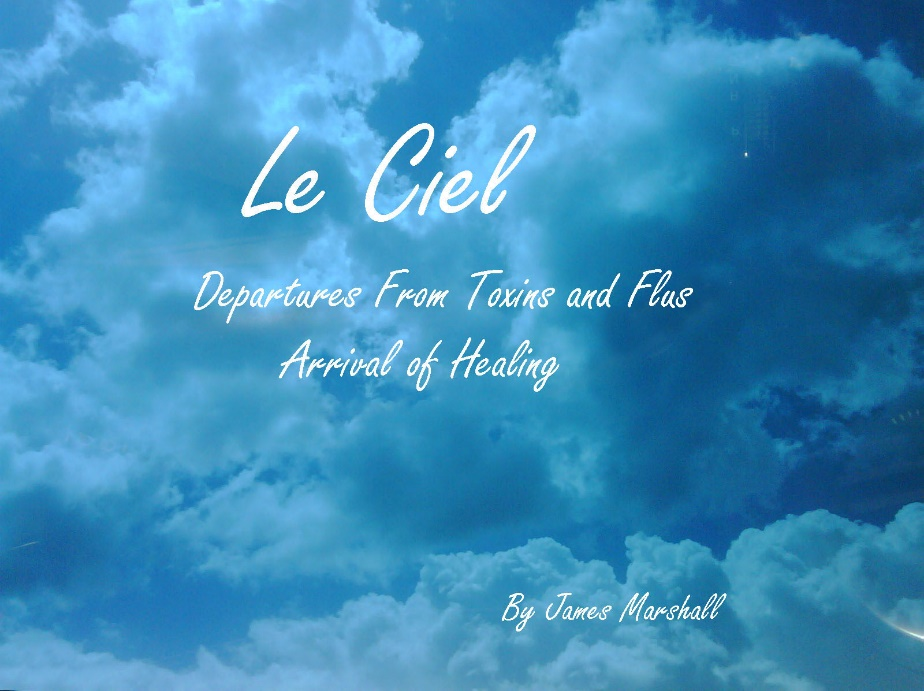 Le Ciel
Departures From Toxins and Flus
Arrival of Healing
By James Marshall